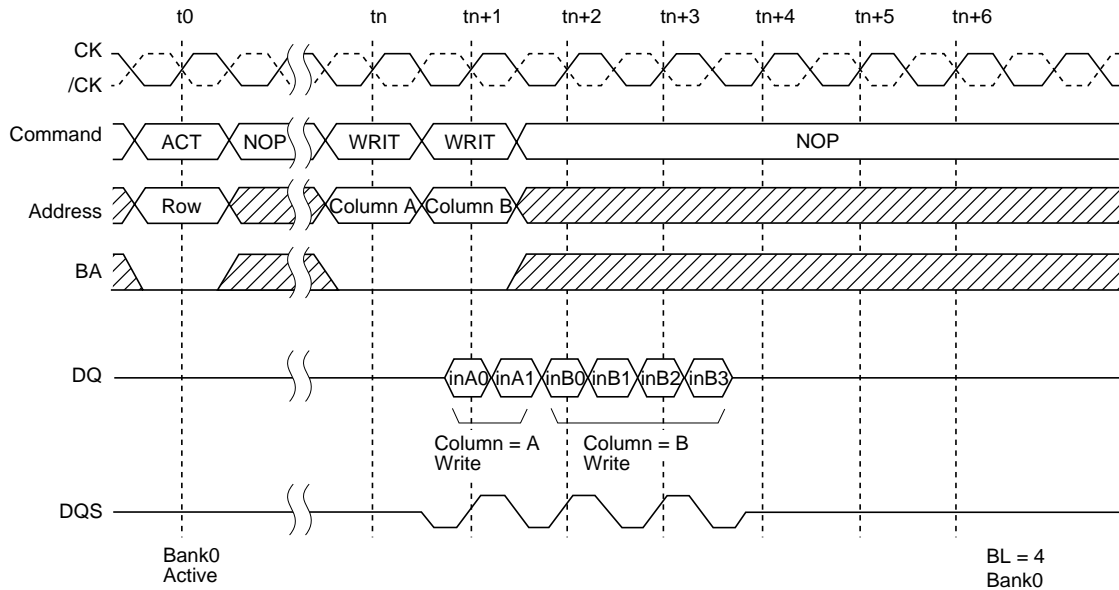 t0 tn tn+1 tn+2 tn+3 tn+4 tn+5 tn+6
CK
/CK
Command ACT NOP WRIT WRIT NOP
Address Row Column A Column B
BA
DQ inA0 inA1 inB0 inB1 inB2 inB3
Column = A Column = B
Write Write
DQS
Bank0 BL = 4
Active Bank0